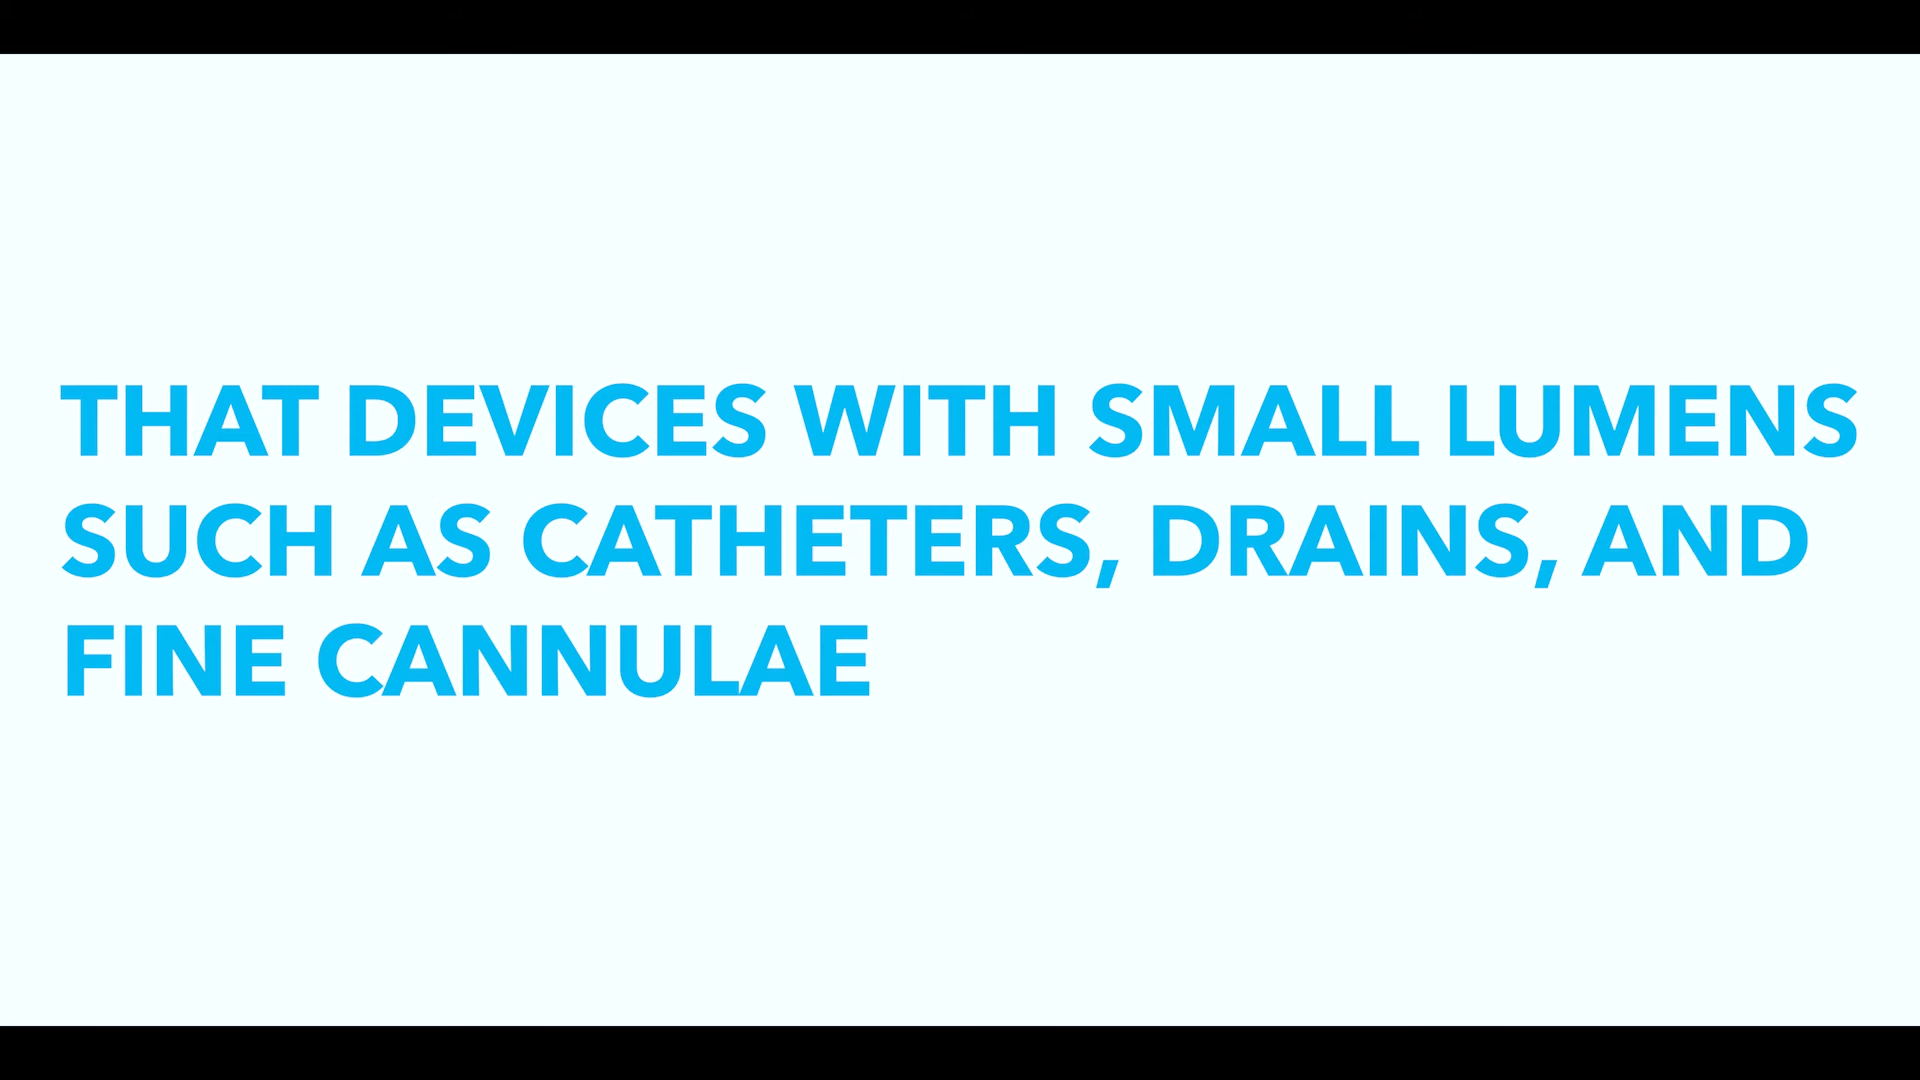 THAT DEVICES WITH SMALL LUMENS
SUCH AS CATHETERS, DRAINS, AND
FINE CANNULAE